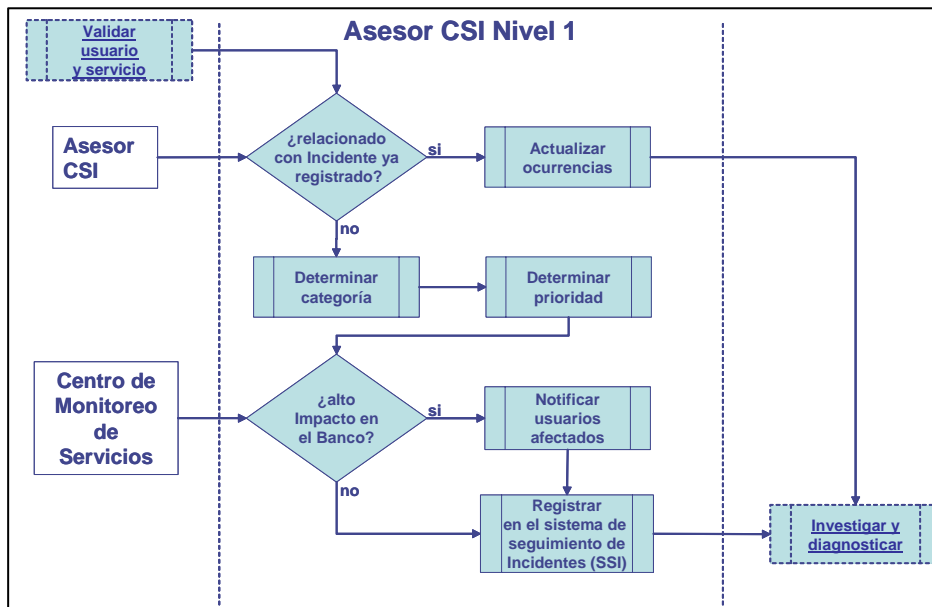 Asesor CSI Nivel 1
Validar
usuario
y servicio
Asesor
CSI
¿relacionado
con Incidente ya
registrado?
si
Actualizar
ocurrencias
no
Determinar
categoría
Determinar
prioridad
Centro de
Monitoreo
de
Servicios
¿alto
Impacto en
el Banco?
si
Notificar
usuarios
afectados
no
Registrar
en el sistema de
seguimiento de
Incidentes (SSI)
Investigar y
diagnosticar